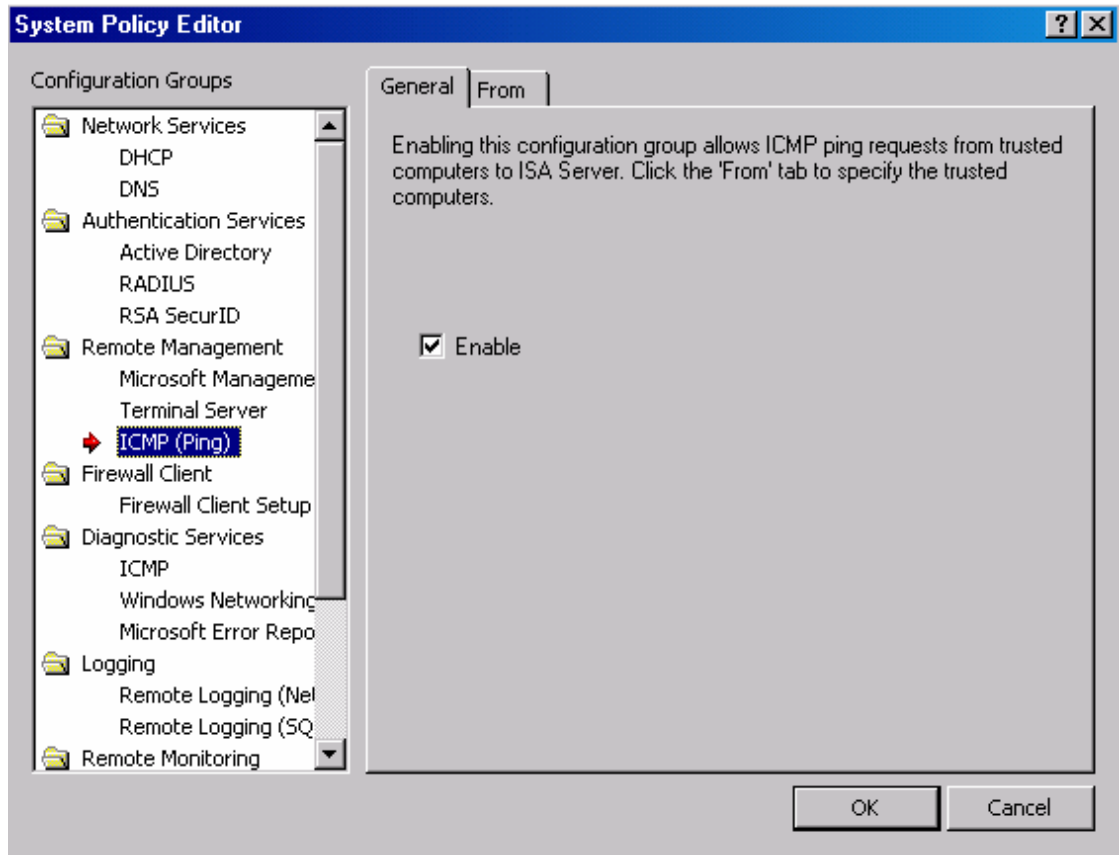 System Policy Editor
Configuration Groups
Network Services
DHCP
DNS
Authentication Services
Active Directory
RADIUS
RSA SecurID
Remote Management
Microsoft Manageme
Terminal Server
ICMP (Ping)
Firewall Client
Firewall Client Setup
Diagnostic Services
ICMP
Windows Networking
Microsoft Error Repo
Logging
Remote Logging (Net
Remote Logging (SQ
Remote Monitoring
General
From
Enabling this configuration group allows ICMP ping requests from trusted
computers to ISA Server. Click the 'From' tab to specify the trusted
computers.
Enable
OK
Cancel